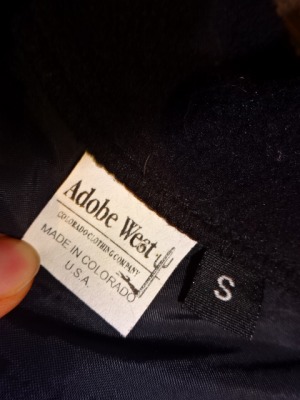 Adobe West
COLORADO CLOTHING COMPANY
MADE IN COLORADO
U.S.A.
S